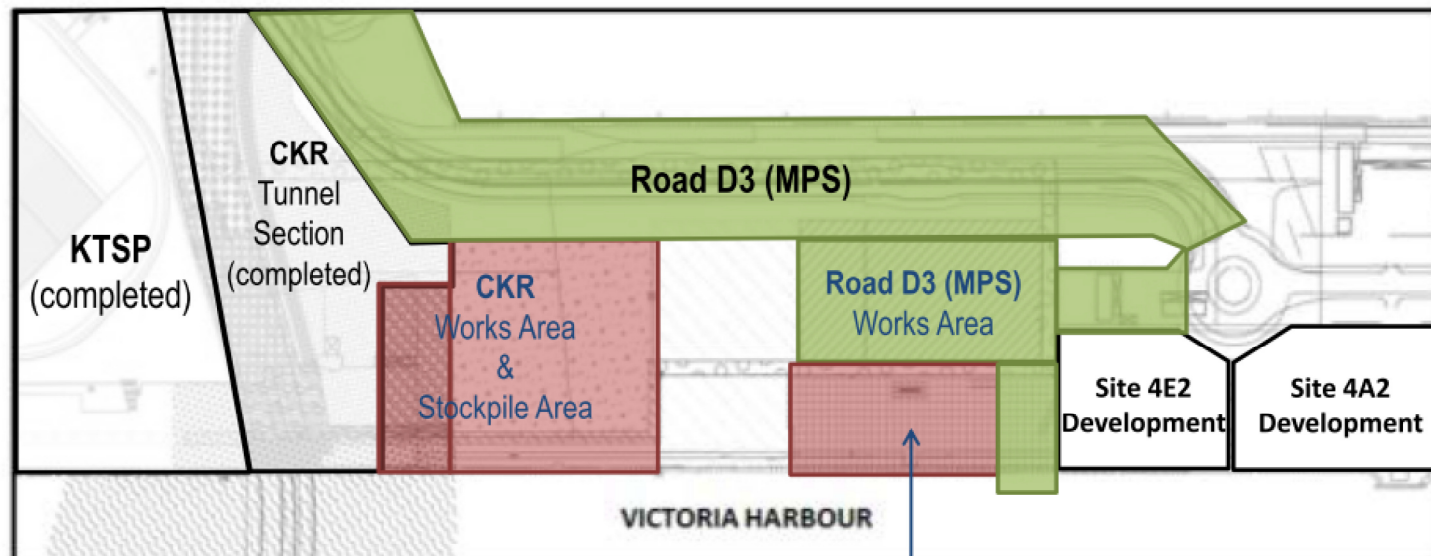 KTSP
(completed)
CKR
Tunnel
Section
(completed)
Road D3 (MPS)
CKR
Works Area
&
Stockpile Area
Road D3 (MPS)
Works Area
Site 4E2
Development
Site 4A2
Development
VICTORIA HARBOUR